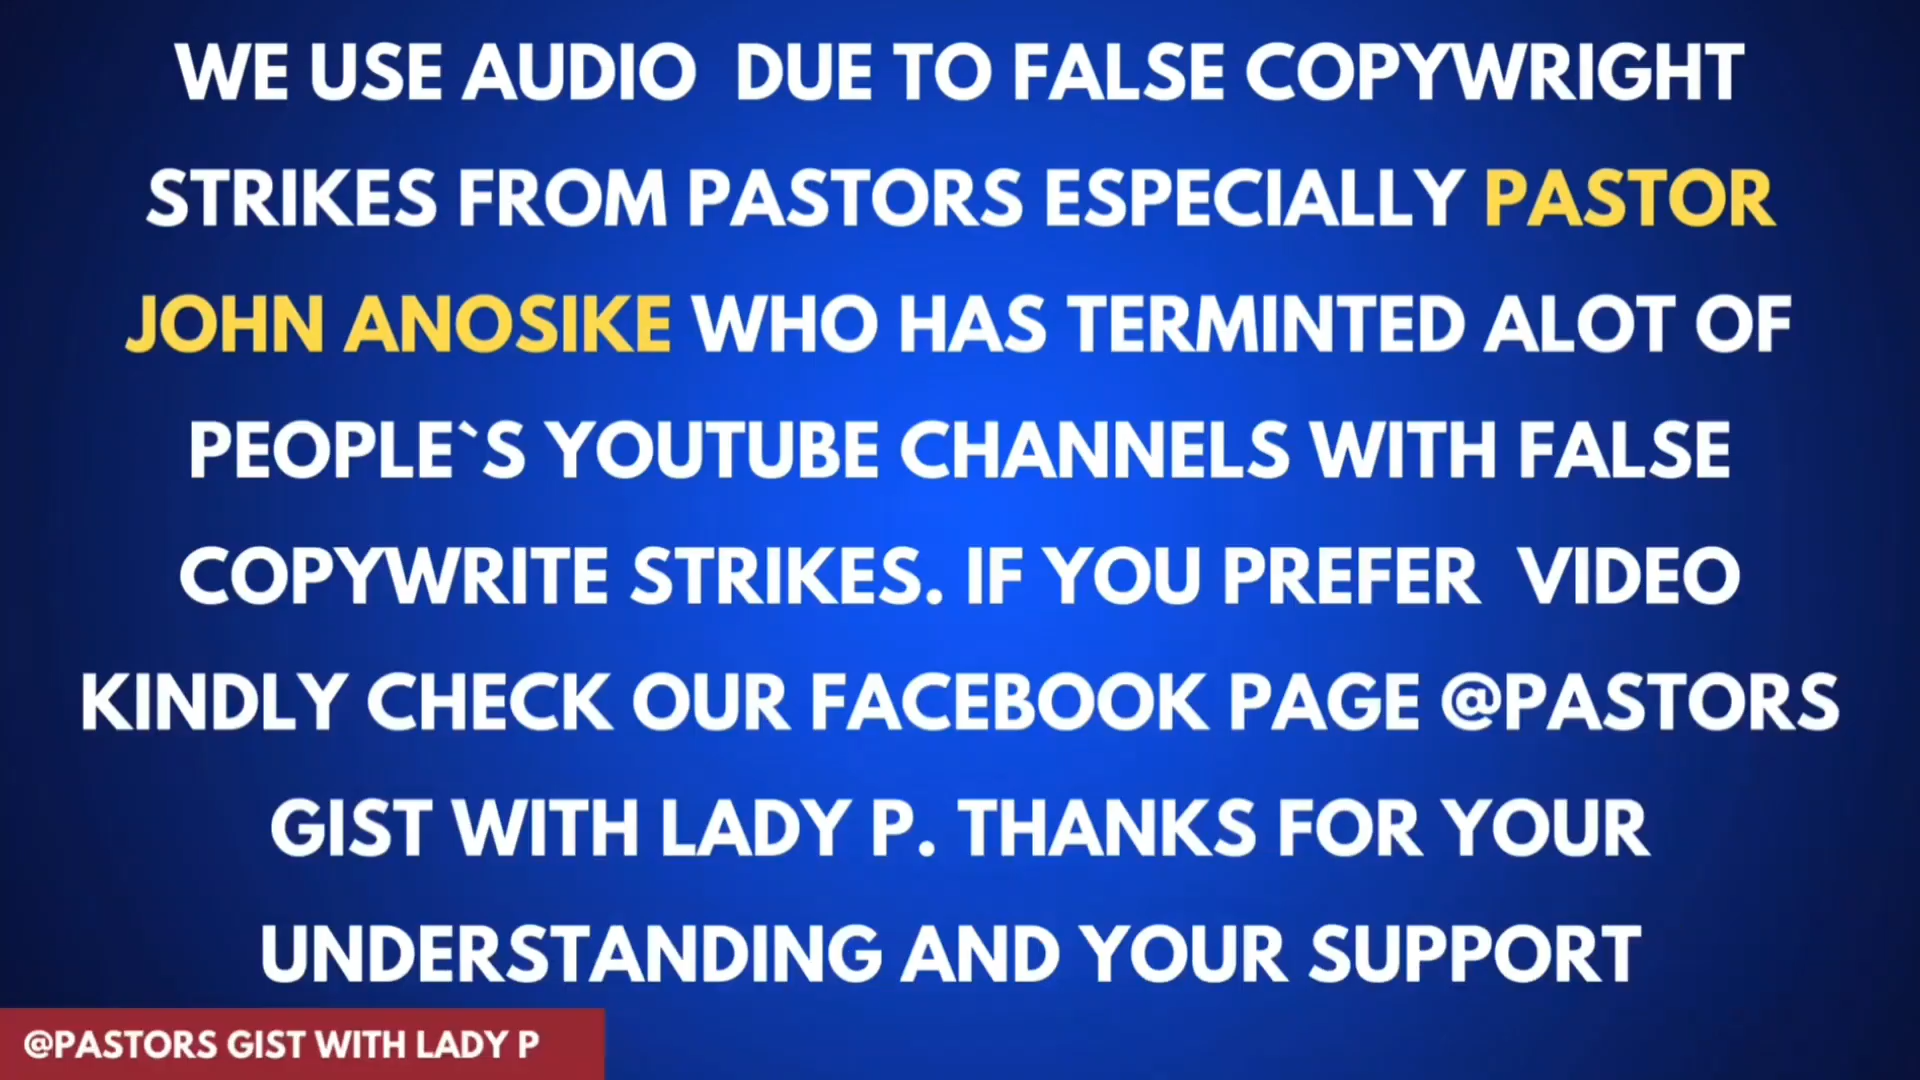 WE USE AUDIO DUE TO FALSE COPYWRIGHT
STRIKES FROM PASTORS ESPECIALLY PASTOR
JOHN ANOSIKE WHO HAS TERMINTED ALOT OF
PEOPLE`S YOUTUBE CHANNELS WITH FALSE
COPYWRITE STRIKES. IF YOU PREFER VIDEO
KINDLY CHECK OUR FACEBOOK PAGE @PASTORS
GIST WITH LADY P. THANKS FOR YOUR
UNDERSTANDING AND YOUR SUPPORT
@PASTORS GIST WITH LADY P